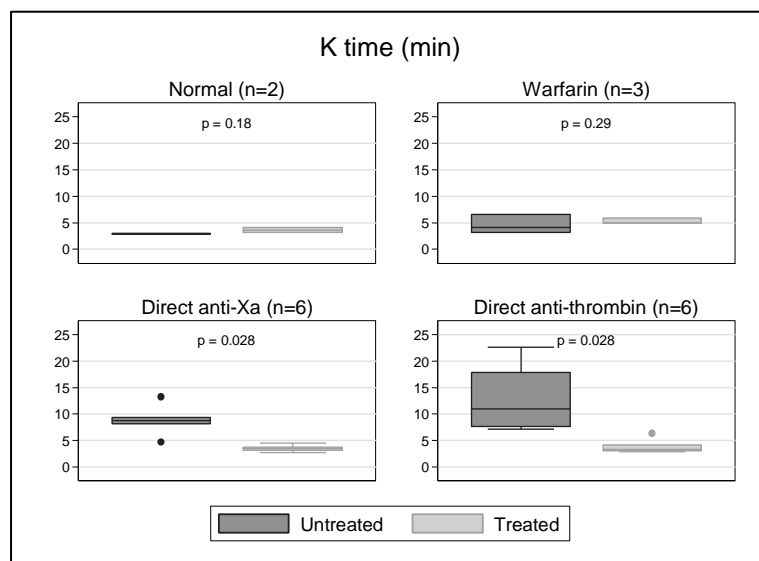 K time (min)
Normal (n=2)
Warfarin (n=3)
p = 0.18
p = 0.29
25
20
15
10
5
0
25
20
15
10
5
0
Direct anti-Xa (n=6)
Direct anti-thrombin (n=6)
p = 0.028
p = 0.028
25
20
15
10
5
0
25
20
15
10
5
0
Untreated
Treated